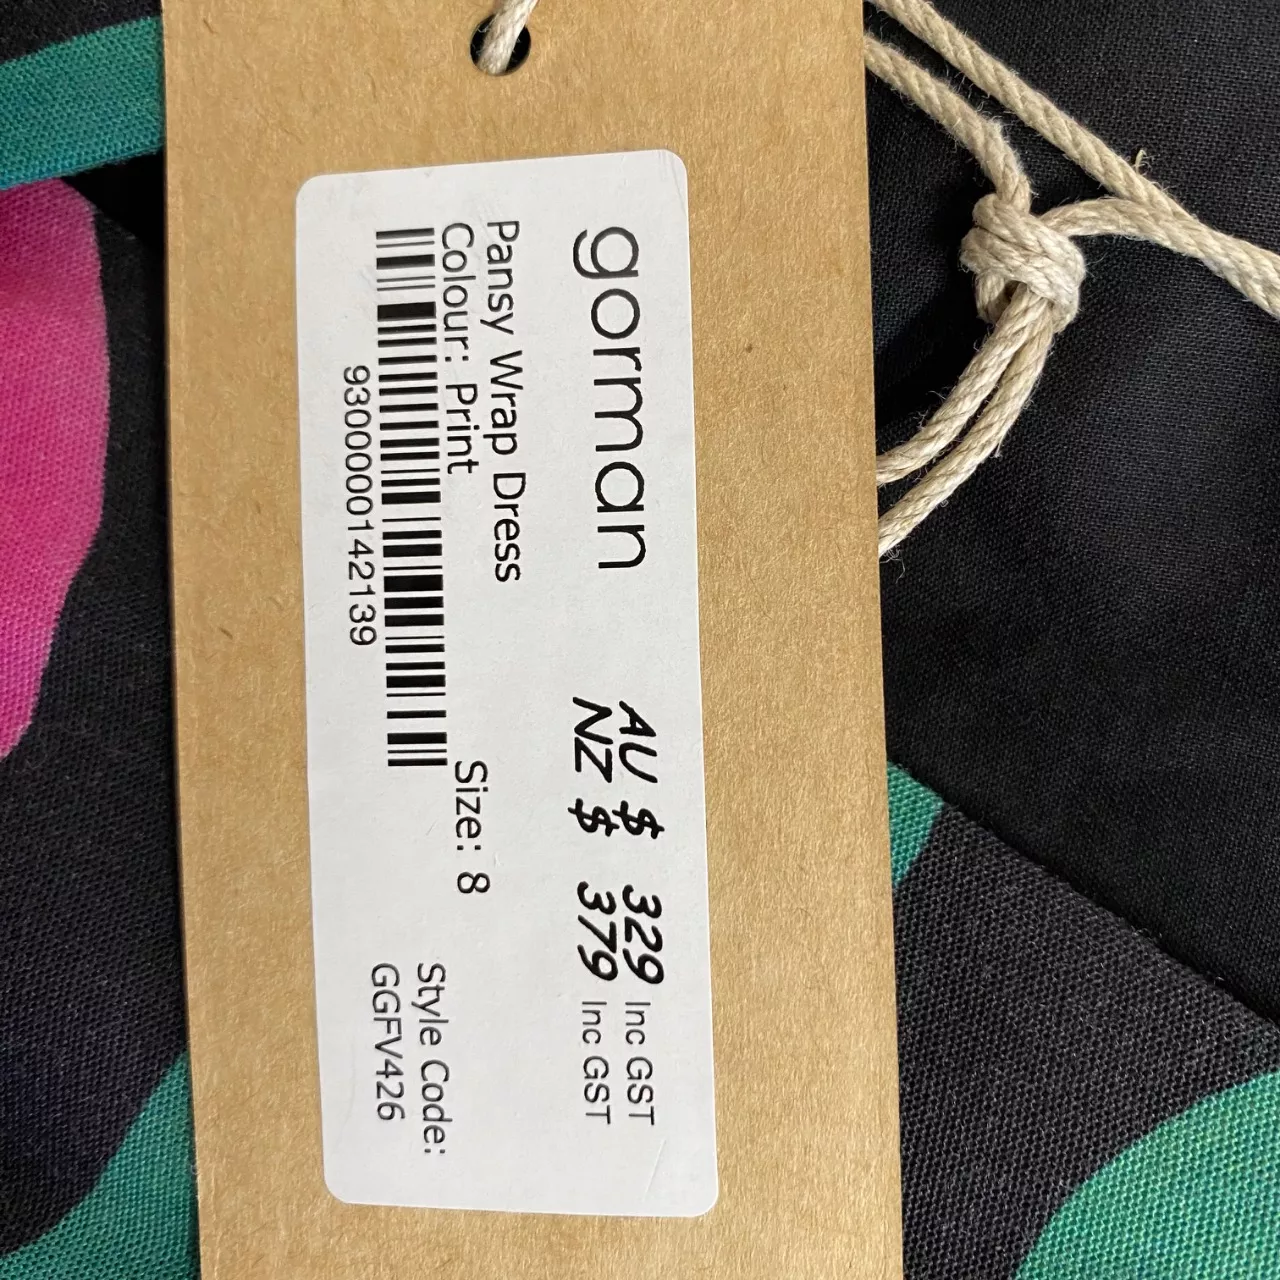 gorman
AU $ 329 Inc GST
NZ $ 379 Inc GST
Pansy Wrap Dress
Colour: Print
Size: 8
9300000142139
Style Code:
GGFV426